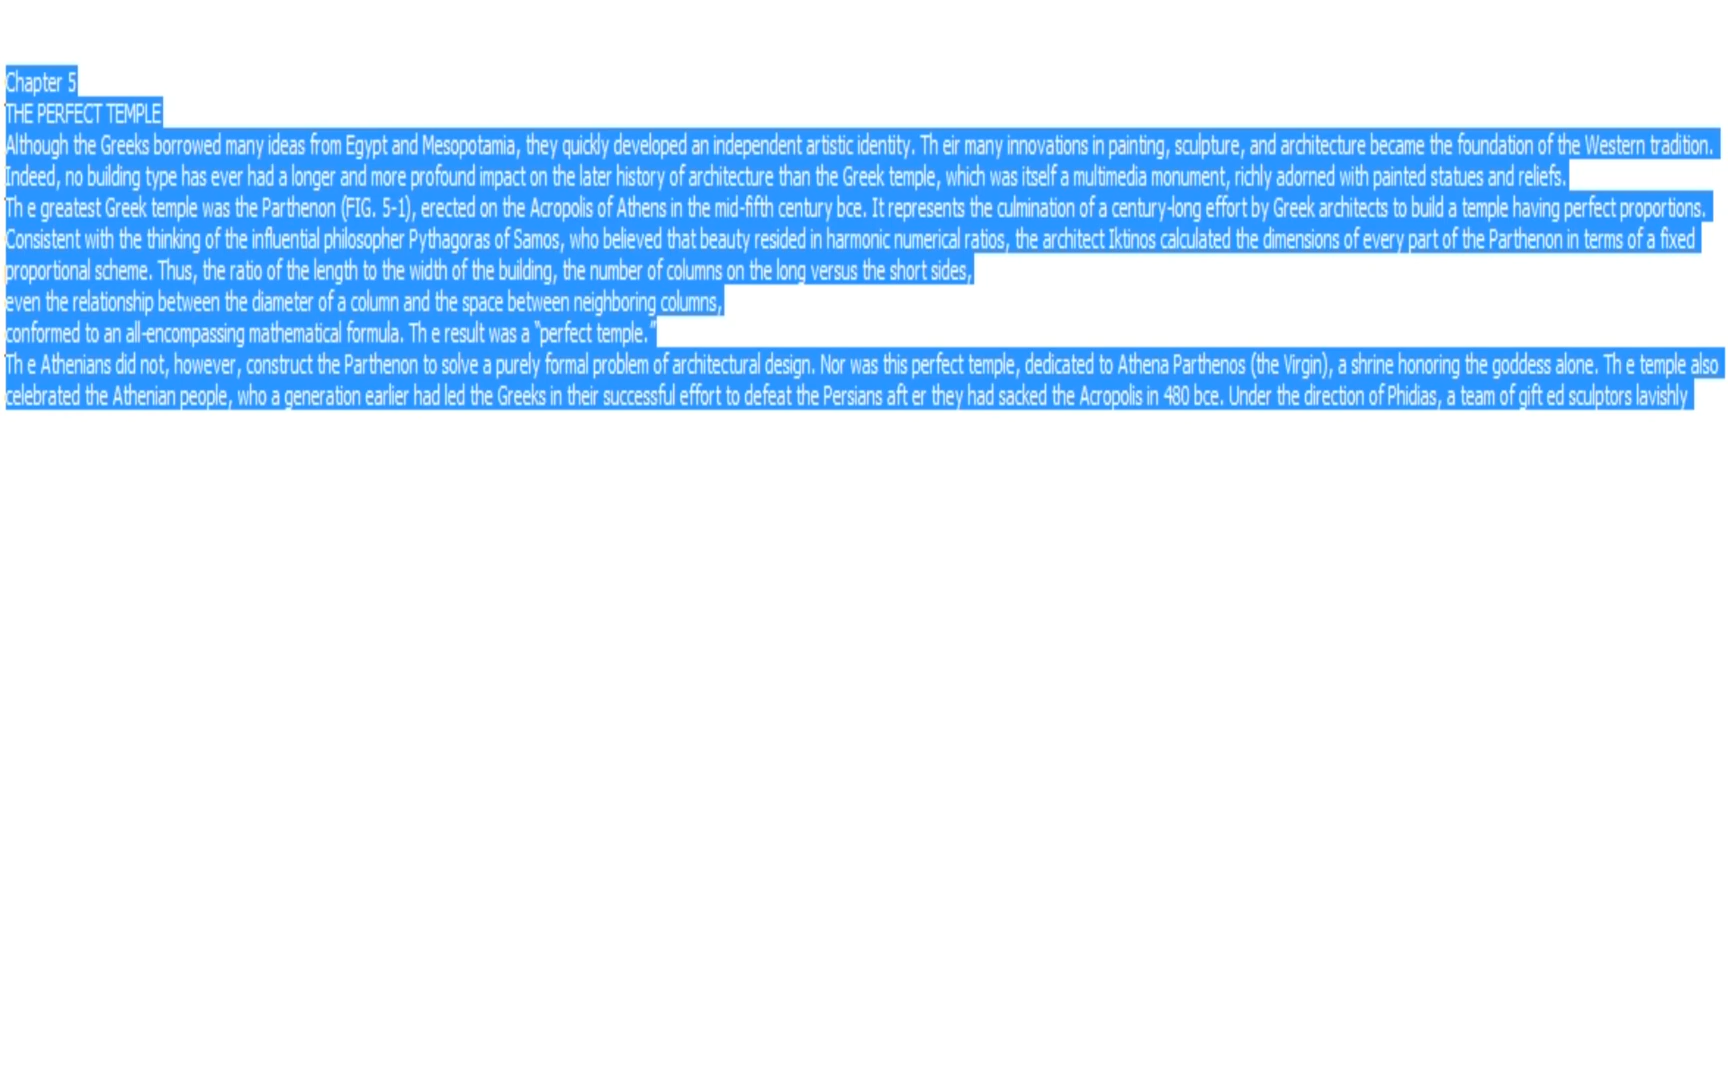 Chapter 5
THE PERFECT TEMPLE
Although the Greeks borrowed many ideas from Egypt and Mesopotamia, they quickly developed an independent artistic identity. Th eir many innovations in painting, sculpture, and architecture became the foundation of the Western tradition.
Indeed, no building type has ever had a longer and more profound impact on the later history of architecture than the Greek temple, which was itself a multimedia monument, richly adorned with painted statues and reliefs.
Th e greatest Greek temple was the Parthenon (FIG. 5-1), erected on the Acropolis of Athens in the mid-fifth century bce. It represents the culmination of a century-long effort by Greek architects to build a temple having perfect proportions.
Consistent with the thinking of the influential philosopher Pythagoras of Samos, who believed that beauty resided in harmonic numerical ratios, the architect Iktinos calculated the dimensions of every part of the Parthenon in terms of a fixed
proportional scheme. Thus, the ratio of the length to the width of the building, the number of columns on the long versus the short sides,
even the relationship between the diameter of a column and the space between neighboring columns,
conformed to an all-encompassing mathematical formula. Th e result was a “perfect temple.”
Th e Athenians did not, however, construct the Parthenon to solve a purely formal problem of architectural design. Nor was this perfect temple, dedicated to Athena Parthenos (the Virgin), a shrine honoring the goddess alone. Th e temple also
celebrated the Athenian people, who a generation earlier had led the Greeks in their successful effort to defeat the Persians aft er they had sacked the Acropolis in 480 bce. Under the direction of Phidias, a team of gift ed sculptors lavishly